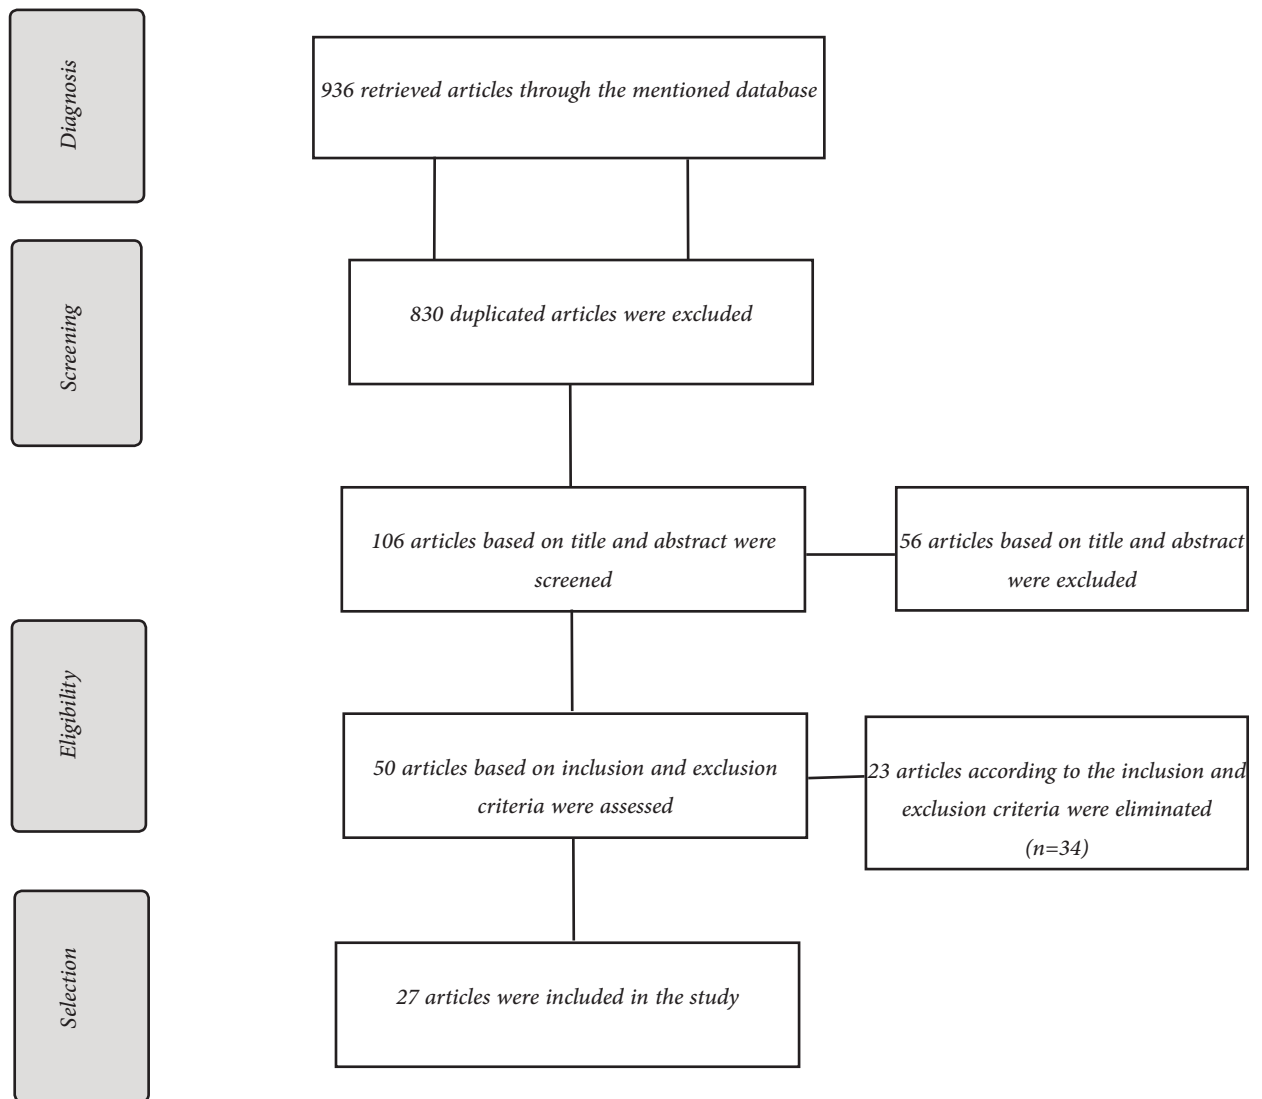 Diagnosis
936 retrieved articles through the mentioned database
Screening
830 duplicated articles were excluded
106 articles based on title and abstract were
screened
56 articles based on title and abstract
were excluded
Eligibility
50 articles based on inclusion and exclusion
criteria were assessed
23 articles according to the inclusion and
exclusion criteria were eliminated
(n=34)
Selection
27 articles were included in the study